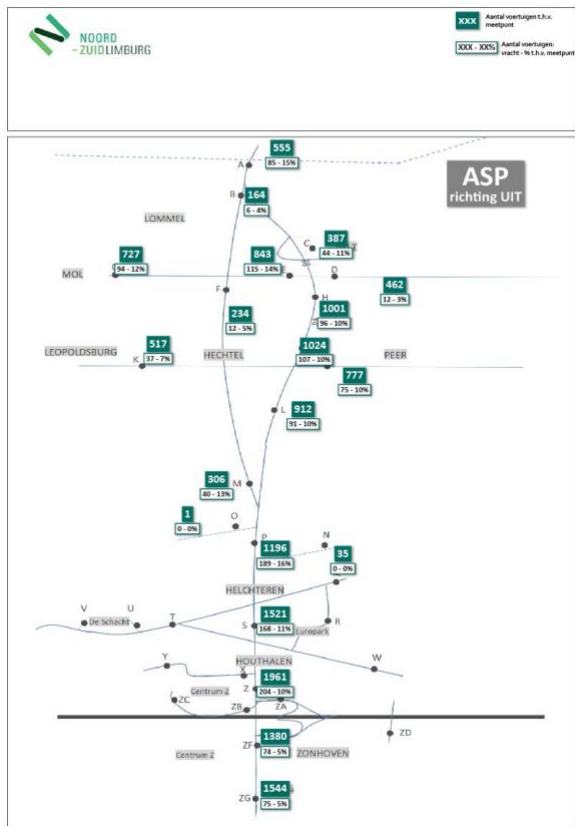 NOORD
-ZUIDLIMBURG
XXX
Aantal voertuigen t.h.v.
meetpunt
XXX - XX%
Aantal voertuigen:
vracht - % t.h.v. meetpunt
ASP
richting UIT
555
85 - 15%
A
B
164
6 - 4%
LOMMEL
C
387
44 - 11%
727
94 - 12%
MOL
843
115 - 14%
E
D
462
12 - 3%
F
H
234
12 - 5%
1001
96 - 10%
517
37 - 7%
LEOPOLDSBURG
K
HECHTEL
1024
107 - 10%
PEER
777
75 - 10%
L
912
91 - 10%
306
40 - 13%
M
1
0 - 0%
O
P
N
1196
189 - 16%
35
0 - 0%
HELCHTEREN
V
U
De Schacht
T
S
1521
168 - 11%
R
Europark
Y
HOUTHALEN
X
W
1961
204 - 10%
Z
Centrum Z
ZC
ZB
ZA
1380
74 - 5%
ZF
ZD
Centrum Z
ZONHOVEN
1544
75 - 5%
ZG